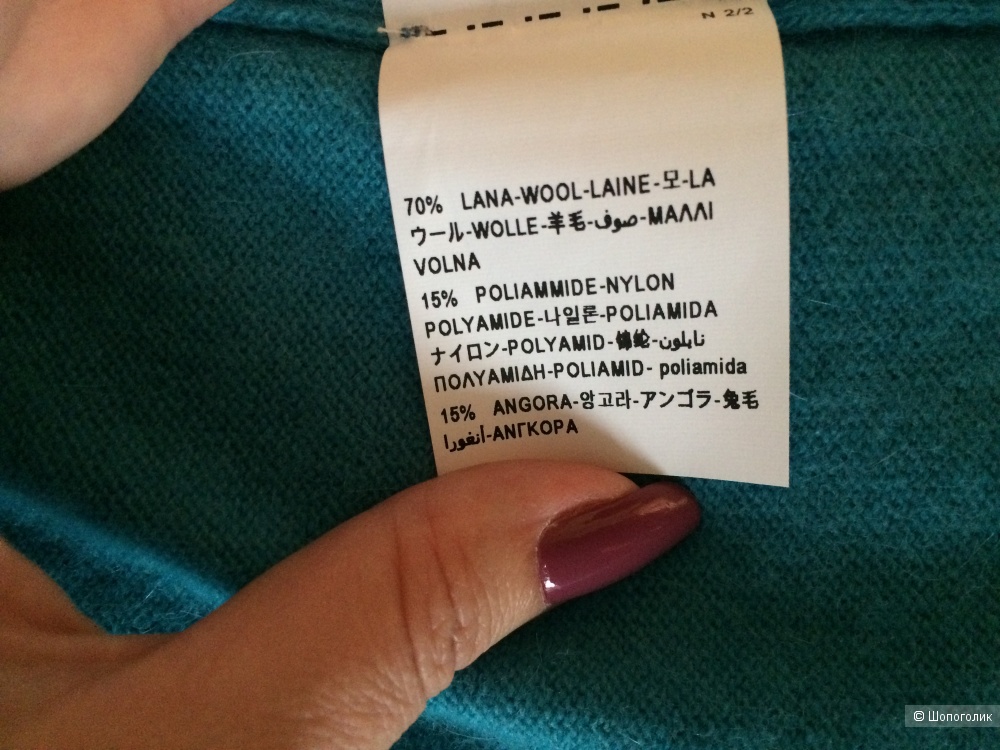 N 2/2
70% LANA-WOOL-LAINE-모-LA
ウール-WOLLE-羊毛-صوف-ΜΑΛΛΙ
VOLNA
15% POLIAMMIDE-NYLON
POLYAMIDE-나일론-POLIAMIDA
ナイロン-POLYAMID-锦纶-نايلون
ΠΟΛΥΑΜΙΔΗ-POLIAMID- poliamida
15% ANGORA-앙고라-アンゴラ-兔毛
أنغورا-ΑΝΓΚΟΡΑ
© Шопоголик